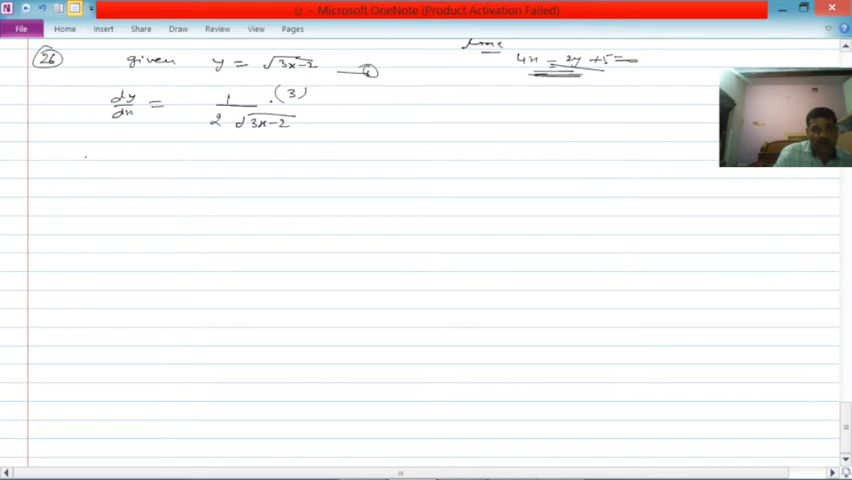 Microsoft OneNote (Product Activation Failed)
File Home Insert Share Draw Review Pages
26 given y = √3x-2 —①
line
4x - 2y + 5 = 0
dy/dx = 1/(2√3x-2) · (3)